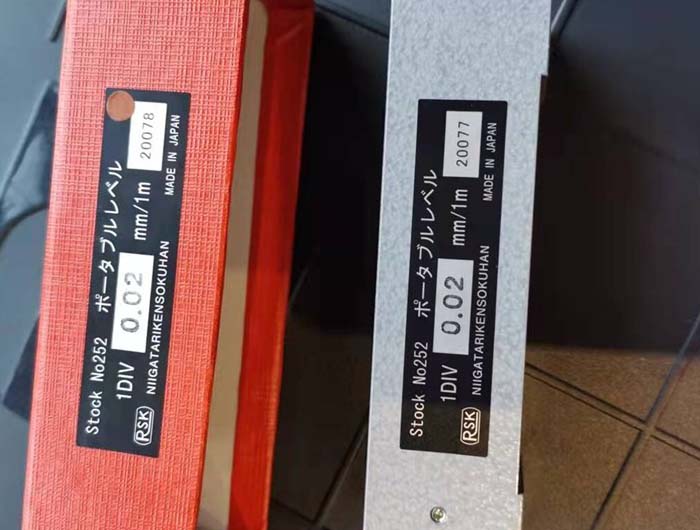 Stock No252 ポータブルレベル
1DIV 0.02 mm/1m 20078
RSK NIIGATARIKENSOKUHAN MADE IN JAPAN
Stock No252 ポータブルレベル
1DIV 0.02 mm/1m 20077
RSK NIIGATARIKENSOKUHAN MADE IN JAPAN